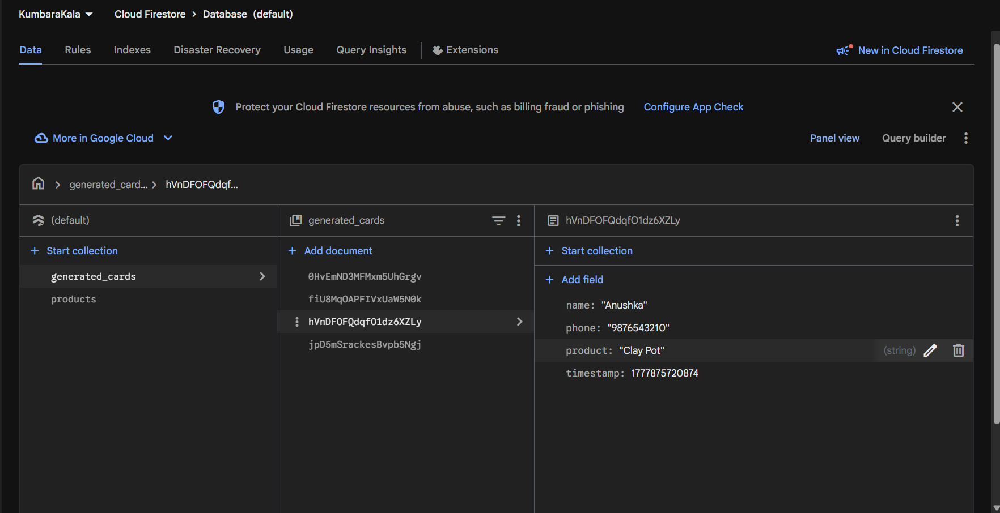 KumbaraKala Cloud Firestore Database (default)
Data Rules Indexes Disaster Recovery Usage Query Insights Extensions New in Cloud Firestore
Protect your Cloud Firestore resources from abuse, such as billing fraud or phishing Configure App Check
More in Google Cloud Panel view Query builder
generated_card... hVnDFOFQdqf...
(default) generated_cards hVnDFOFQdqfO1dz6XZLy
+ Start collection + Add document + Start collection
generated_cards
products
0HvEmND3MFMxm5UhGrgv
fiU8MqOAPFIVxUaW5N0k
hVnDFOFQdqfO1dz6XZLy
jpD5mSrackesBvpb5Ngj
+ Add field
name: "Anushka"
phone: "9876543210"
product: "Clay Pot" (string)
timestamp: 1777875720874